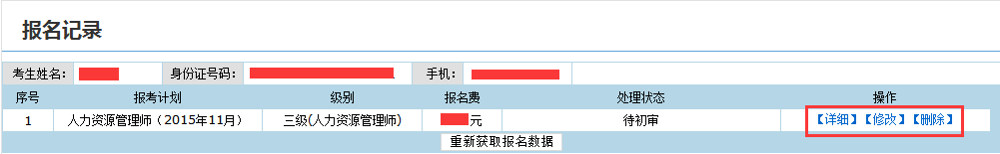 报名记录
考生姓名： 身份证号码： 手机：
序号 报考计划 级别 报名费 处理状态 操作
1 人力资源管理师（2015年11月） 三级(人力资源管理师) 元 待初审 【详细】【修改】【删除】
重新获取报名数据